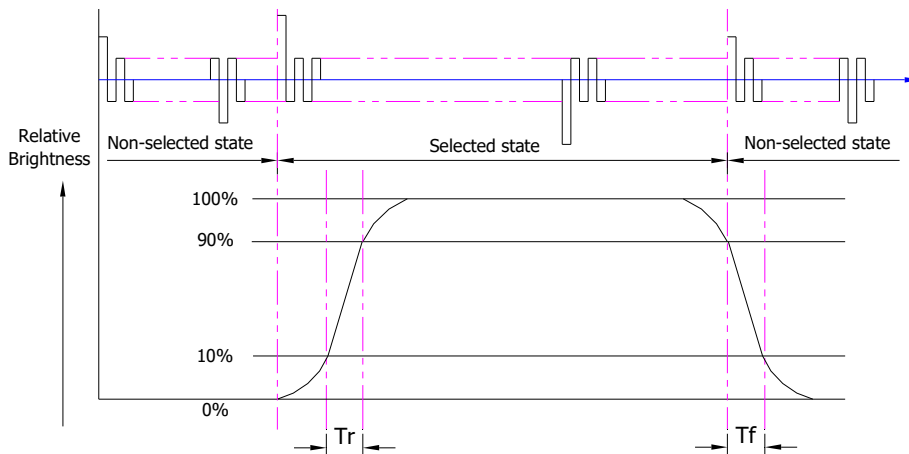 Relative
Brightness
Non-selected state
Selected state
Non-selected state
100%
90%
10%
0%
Tr
Tf